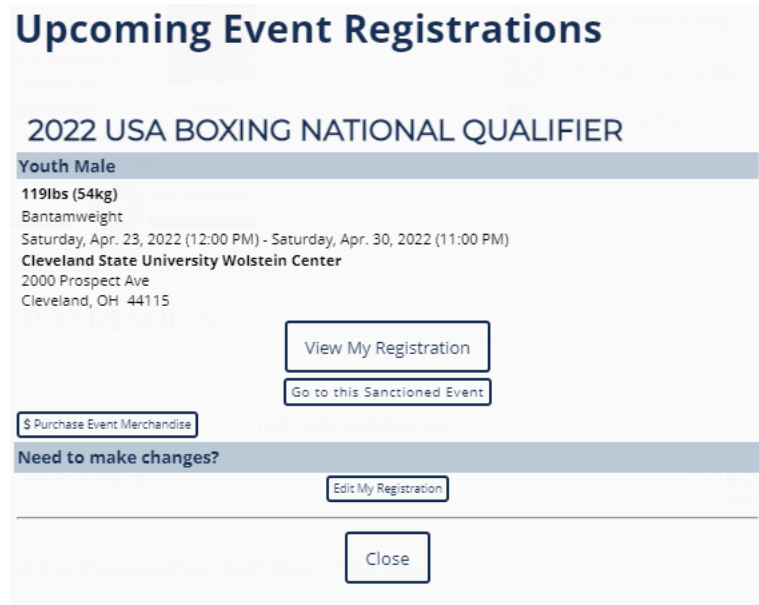 Upcoming Event Registrations
2022 USA BOXING NATIONAL QUALIFIER
Youth Male
119lbs (54kg)
Bantamweight
Saturday, Apr. 23, 2022 (12:00 PM) - Saturday, Apr. 30, 2022 (11:00 PM)
Cleveland State University Wolstein Center
2000 Prospect Ave
Cleveland, OH 44115
View My Registration
Go to this Sanctioned Event
$ Purchase Event Merchandise
Need to make changes?
Edit My Registration
Close